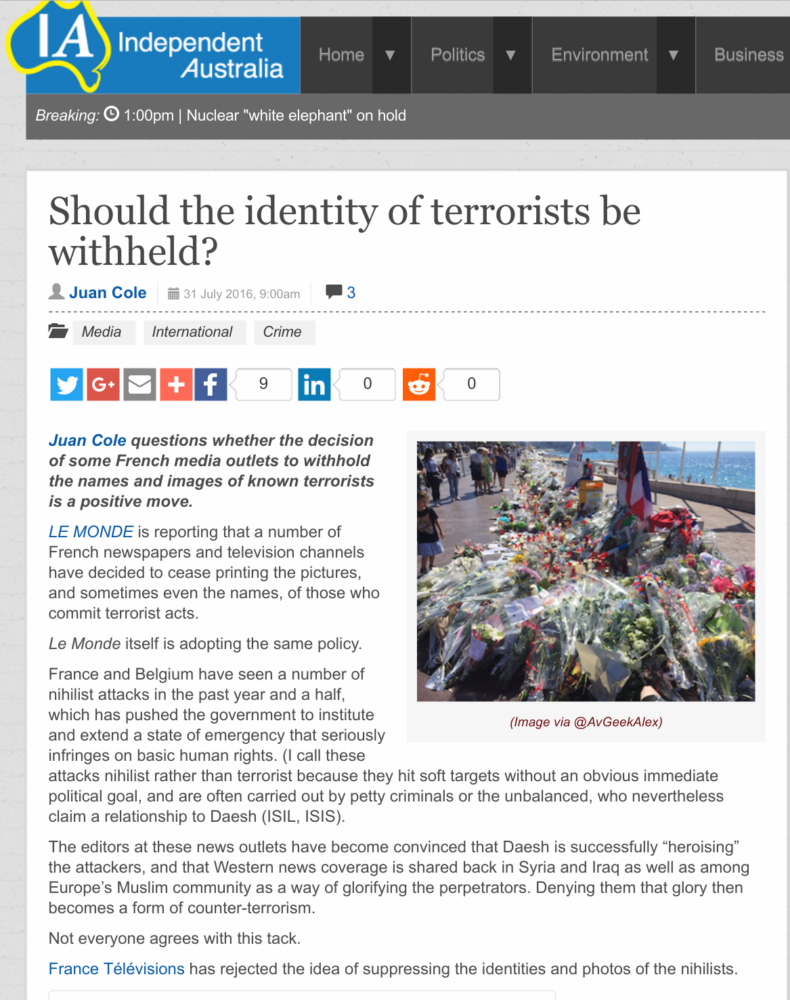 IA Independent
Australia
Home ▼ Politics ▼ Environment ▼ Business
Breaking: 1:00pm | Nuclear "white elephant" on hold
Should the identity of terrorists be
withheld?
Juan Cole 31 July 2016, 9:00am 3
Media International Crime
9 in 0 0
Juan Cole questions whether the decision
of some French media outlets to withhold
the names and images of known terrorists
is a positive move.
LE MONDE is reporting that a number of
French newspapers and television channels
have decided to cease printing the pictures,
and sometimes even the names, of those who
commit terrorist acts.
Le Monde itself is adopting the same policy.
France and Belgium have seen a number of
nihilist attacks in the past year and a half,
which has pushed the government to institute
and extend a state of emergency that seriously
infringes on basic human rights. (I call these
attacks nihilist rather than terrorist because they hit soft targets without an obvious immediate
political goal, and are often carried out by petty criminals or the unbalanced, who nevertheless
claim a relationship to Daesh (ISIL, ISIS).
(Image via @AvGeekAlex)
The editors at these news outlets have become convinced that Daesh is successfully “heroising”
the attackers, and that Western news coverage is shared back in Syria and Iraq as well as among
Europe’s Muslim community as a way of glorifying the perpetrators. Denying them that glory then
becomes a form of counter-terrorism.
Not everyone agrees with this tack.
France Télévisions has rejected the idea of suppressing the identities and photos of the nihilists.